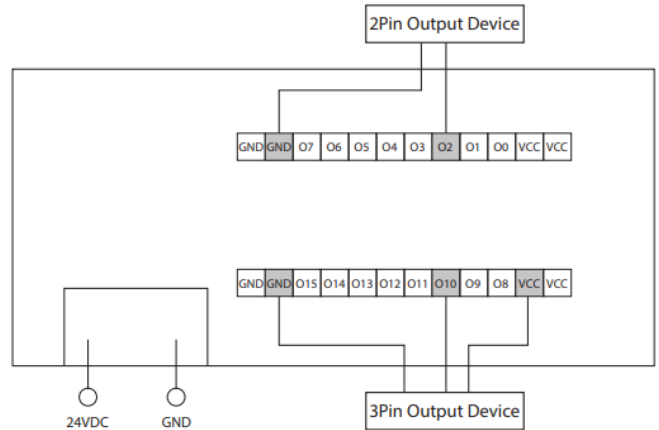 2Pin Output Device
GND GND O7 O6 O5 O4 O3 O2 O1 O0 VCC VCC
GND GND O15 O14 O13 O12 O11 O10 O9 O8 VCC VCC
24VDC GND
3Pin Output Device